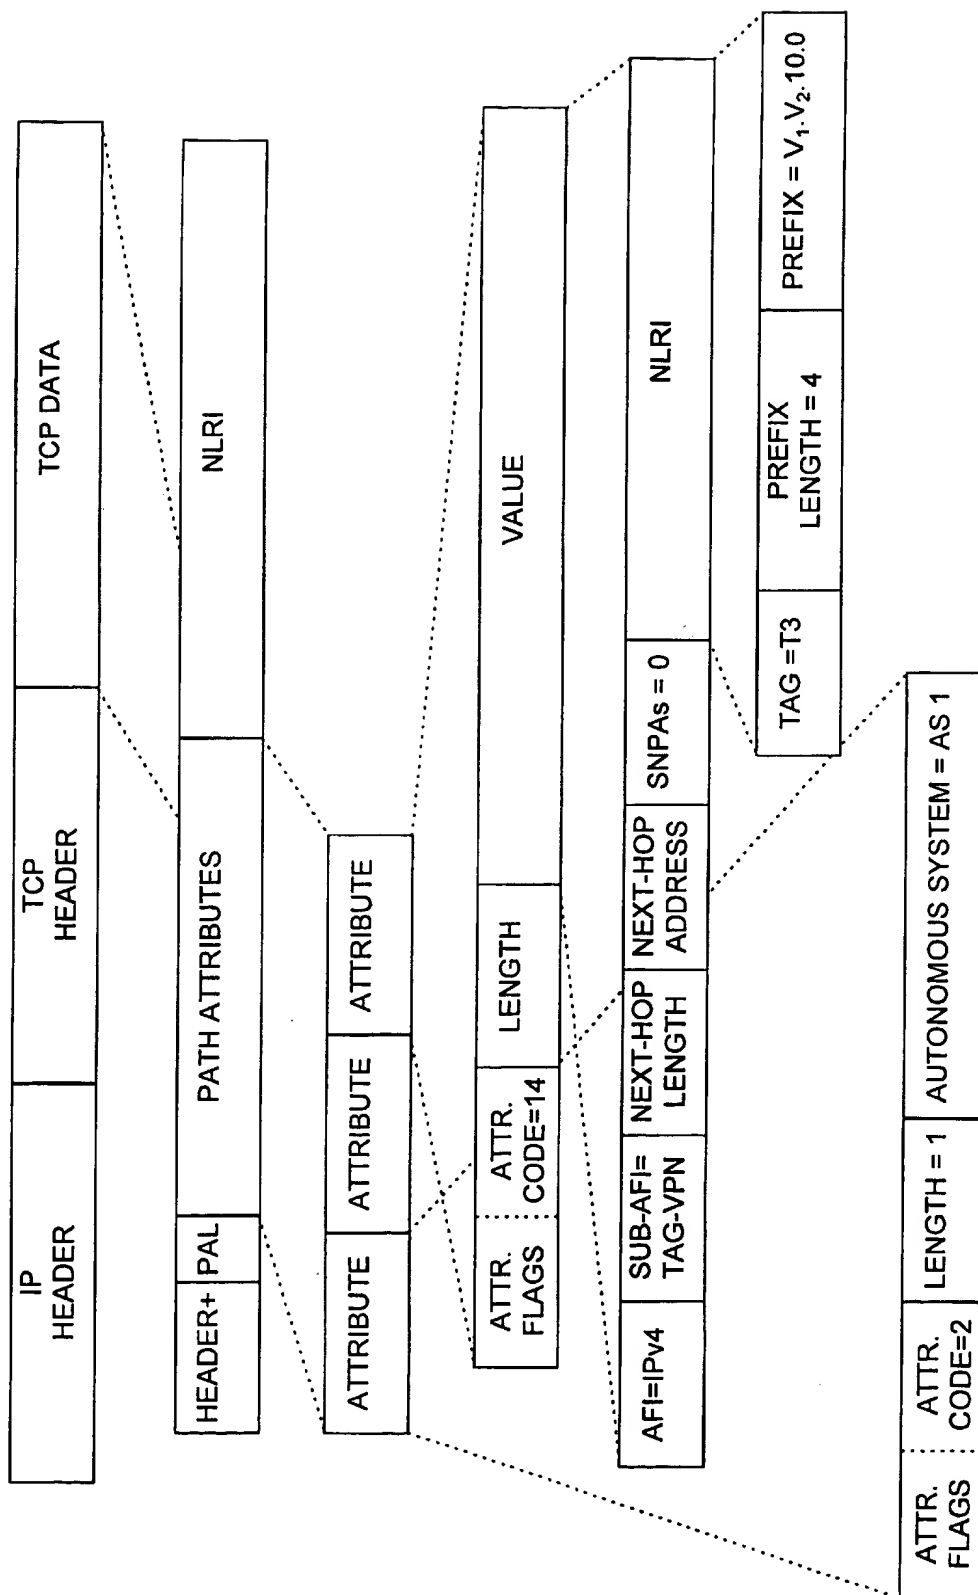 IP
HEADER
TCP
HEADER
TCP DATA
HEADER+
PAL
PATH ATTRIBUTES
NLRI
ATTRIBUTE
ATTRIBUTE
ATTRIBUTE
ATTR.
FLAGS
ATTR.
CODE=14
LENGTH
VALUE
AFI=IPv4
SUB-AFI=
TAG-VPN
NEXT-HOP
LENGTH
NEXT-HOP
ADDRESS
SNPAs = 0
NLRI
TAG =T3
PREFIX
LENGTH = 4
PREFIX = V₁.V₂.10.0
ATTR.
FLAGS
ATTR.
CODE=2
LENGTH = 1
AUTONOMOUS SYSTEM = AS 1